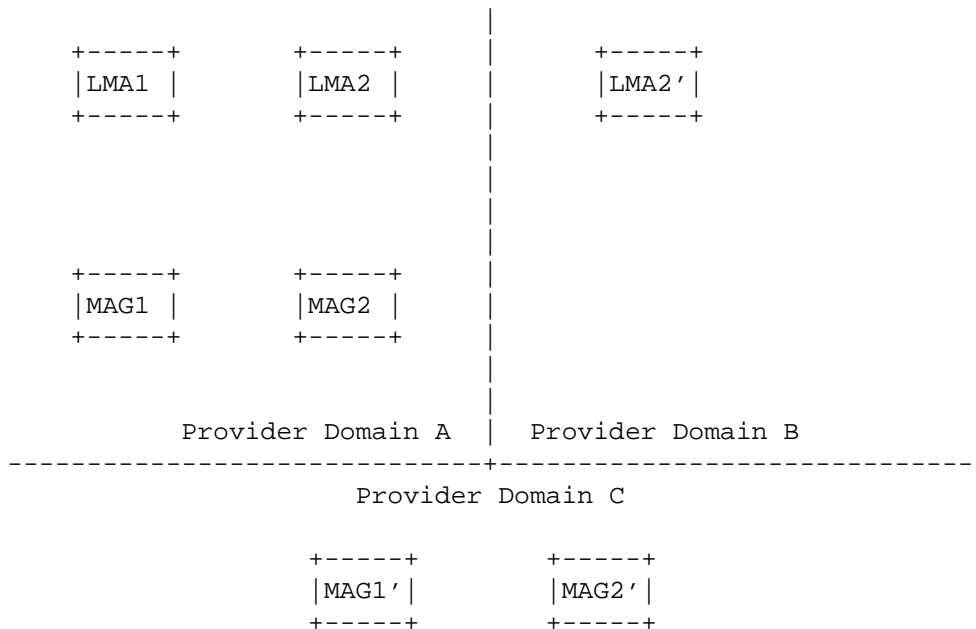 LMA1 LMA2 LMA2'
MAG1 MAG2
Provider Domain A Provider Domain B
Provider Domain C
MAG1' MAG2'